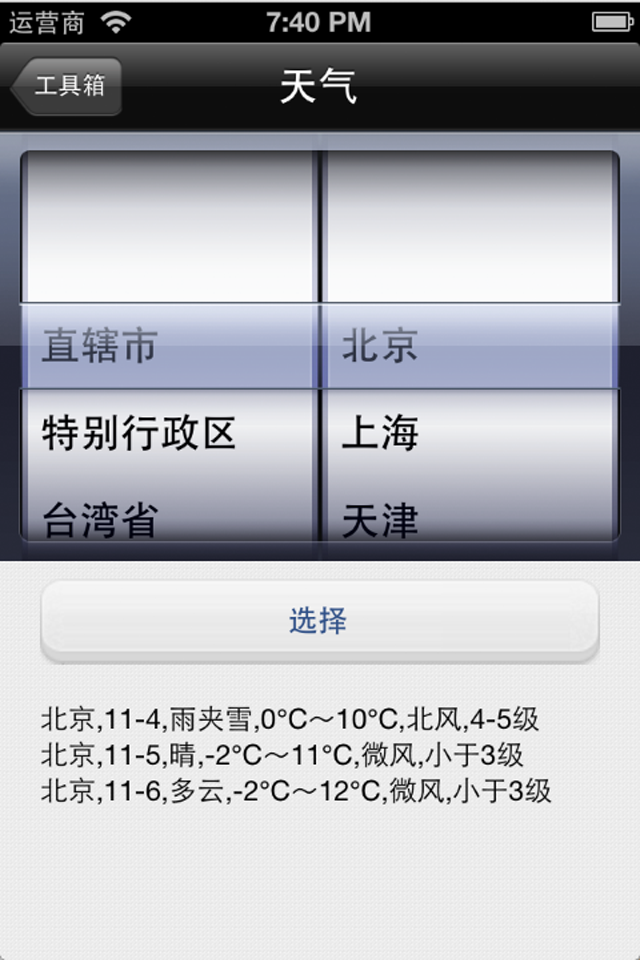 运营商 7:40 PM
工具箱 天气
直辖市 北京
特别行政区 上海
台湾省 天津
选择
北京,11-4,雨夹雪,0°C～10°C,北风,4-5级
北京,11-5,晴,-2°C～11°C,微风,小于3级
北京,11-6,多云,-2°C～12°C,微风,小于3级